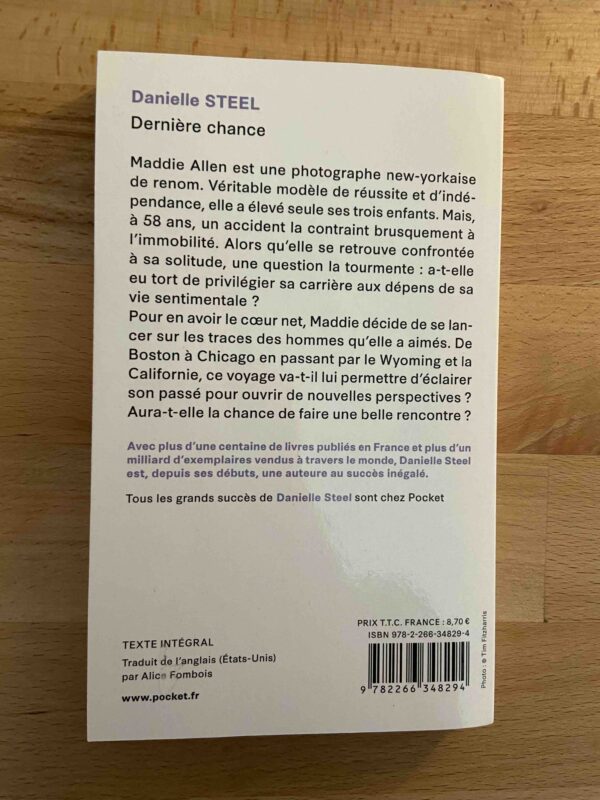 Danielle STEEL
Dernière chance
Maddie Allen est une photographe new-yorkaise
de renom. Véritable modèle de réussite et d'indé-
pendance, elle a élevé seule ses trois enfants. Mais,
à 58 ans, un accident la contraint brusquement à
l'immobilité. Alors qu'elle se retrouve confrontée
à sa solitude, une question la tourmente : a-t-elle
eu tort de privilégier sa carrière aux dépens de sa
vie sentimentale ?
Pour en avoir le cœur net, Maddie décide de se lan-
cer sur les traces des hommes qu'elle a aimés. De
Boston à Chicago en passant par le Wyoming et la
Californie, ce voyage va-t-il lui permettre d'éclairer
son passé pour ouvrir de nouvelles perspectives ?
Aura-t-elle la chance de faire une belle rencontre ?
Avec plus d'une centaine de livres publiés en France et plus d'un
milliard d'exemplaires vendus à travers le monde, Danielle Steel
est, depuis ses débuts, une auteure au succès inégalé.
Tous les grands succès de Danielle Steel sont chez Pocket
TEXTE INTÉGRAL
Traduit de l'anglais (États-Unis)
par Alice Fombois
www.pocket.fr
PRIX T.T.C. FRANCE : 8,70 €
ISBN 978-2-266-34829-4
9 782266 348294
Photo : © Tim Fitzharris